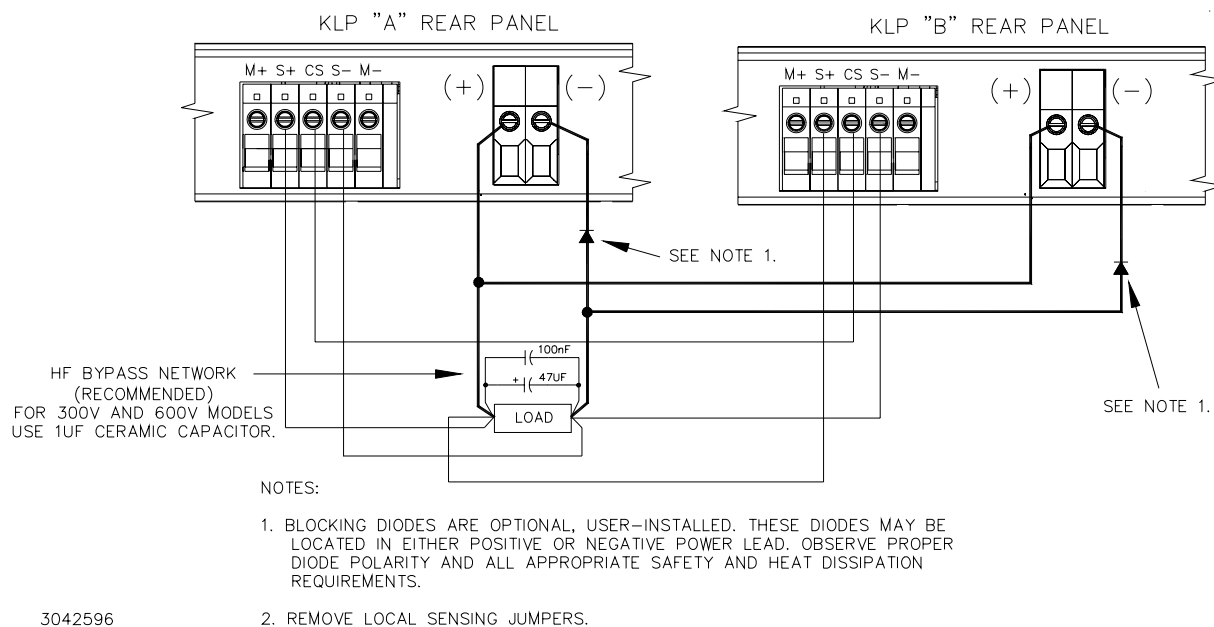 KLP "A" REAR PANEL
KLP "B" REAR PANEL
M+ S+ CS S– M–
(+)
(–)
M+ S+ CS S– M–
(+)
(–)
SEE NOTE 1.
100nF
+
47UF
LOAD
HF BYPASS NETWORK
(RECOMMENDED)
FOR 300V AND 600V MODELS
USE 1UF CERAMIC CAPACITOR.
SEE NOTE 1.
NOTES:
1. BLOCKING DIODES ARE OPTIONAL, USER–INSTALLED. THESE DIODES MAY BE
LOCATED IN EITHER POSITIVE OR NEGATIVE POWER LEAD. OBSERVE PROPER
DIODE POLARITY AND ALL APPROPRIATE SAFETY AND HEAT DISSIPATION
REQUIREMENTS.
3042596
2. REMOVE LOCAL SENSING JUMPERS.